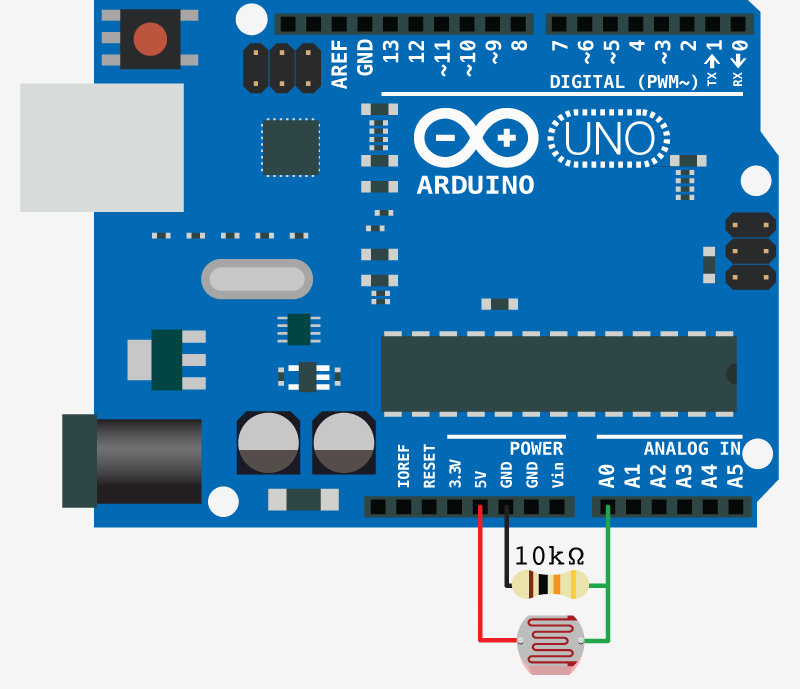 AREF
GND
13
12
~11
~10
~9
8
7
~6
~5
4
~3
2
TX→1
RX←0
DIGITAL (PWM~)
UNO
ARDUINO
POWER
ANALOG IN
IOREF
RESET
3.3V
5V
GND
GND
Vin
A0
A1
A2
A3
A4
A5
10kΩ